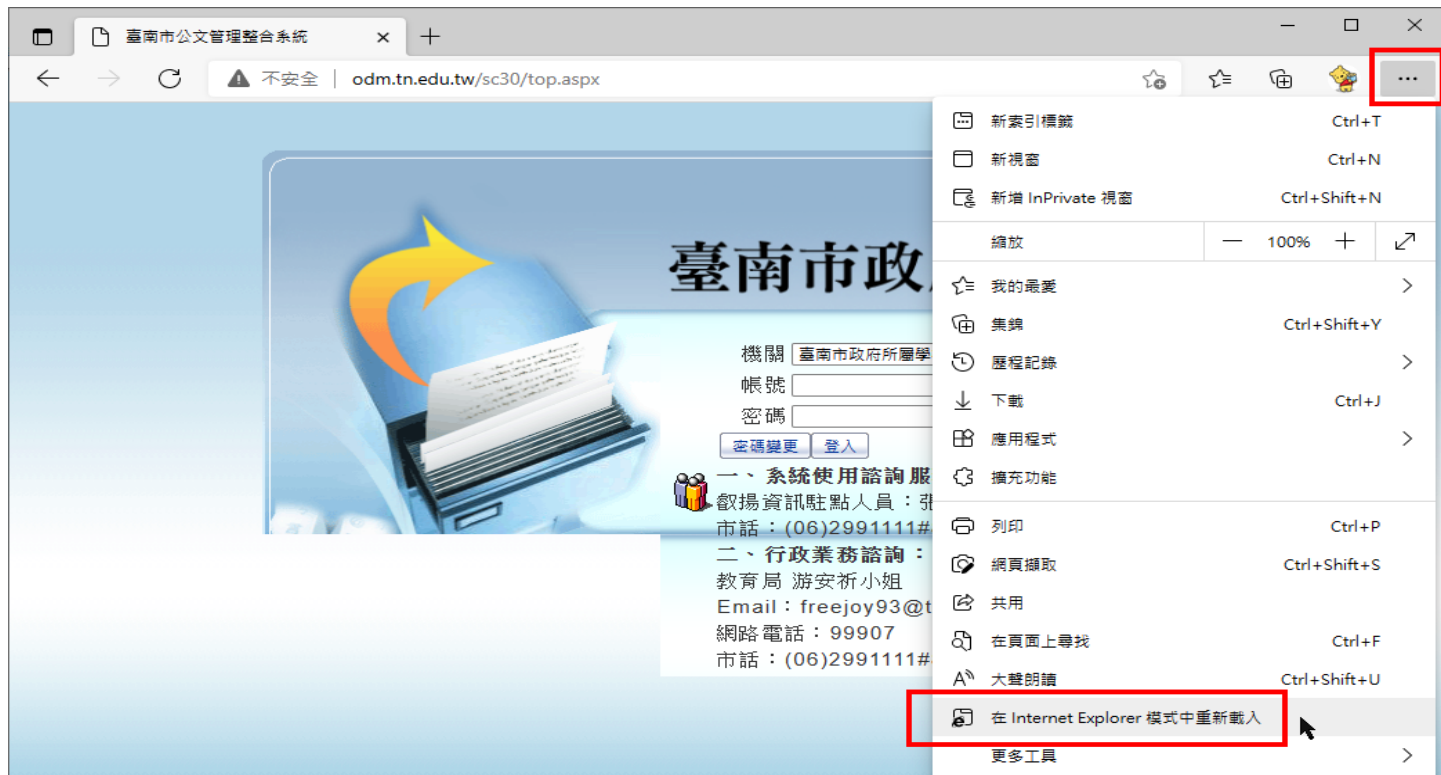 臺南市公文管理整合系統
不安全 | odm.tn.edu.tw/sc30/top.aspx
新索引標籤 Ctrl+T
新視窗 Ctrl+N
新增 InPrivate 視窗 Ctrl+Shift+N
縮放 — 100% +
我的最愛
集錦 Ctrl+Shift+Y
歷程記錄
下載 Ctrl+J
應用程式
擴充功能
列印 Ctrl+P
網頁擷取 Ctrl+Shift+S
共用
在頁面上尋找 Ctrl+F
大聲朗讀 Ctrl+Shift+U
在 Internet Explorer 模式中重新載入
更多工具
臺南市政
機關 臺南市政府所屬學
帳號
密碼
密碼變更 登入
一、系統使用諮詢服
叡揚資訊駐點人員：張
市話：(06)2991111#
二、行政業務諮詢：
教育局 游安祈小姐
Email：freejoy93@t
網路電話：99907
市話：(06)2991111#